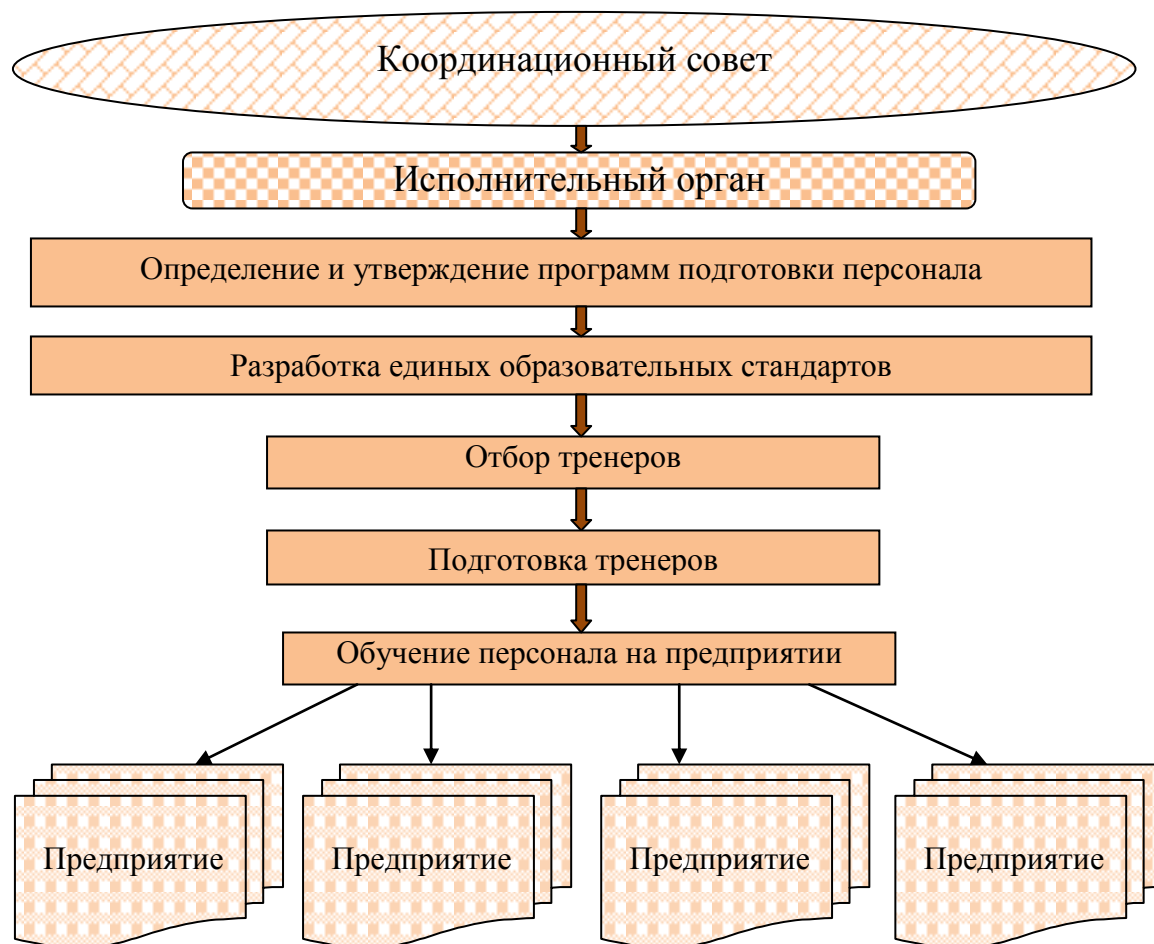 Координационный совет
Исполнительный орган
Определение и утверждение программ подготовки персонала
Разработка единых образовательных стандартов
Отбор тренеров
Подготовка тренеров
Обучение персонала на предприятии
Предприятие
Предприятие
Предприятие
Предприятие